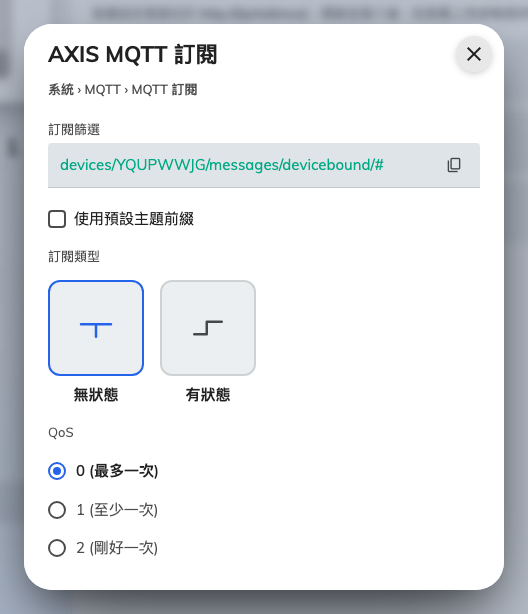 AXIS MQTT 訂閱
系統 › MQTT › MQTT 訂閱
訂閱篩選
devices/YQUPWWJG/messages/devicebound/#
使用預設主題前綴
訂閱類型
無狀態
有狀態
QoS
0 (最多一次)
1 (至少一次)
2 (剛好一次)